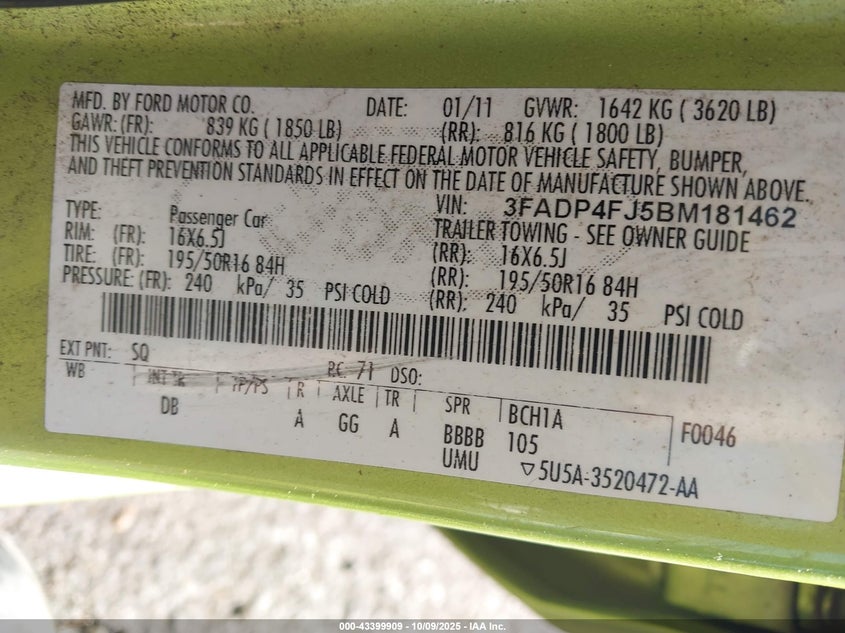 MFD. BY FORD MOTOR CO. DATE: 01/11 GVWR: 1642 KG ( 3620 LB)
GAWR: (FR): 839 KG ( 1850 LB) (RR): 816 KG ( 1800 LB)
THIS VEHICLE CONFORMS TO ALL APPLICABLE FEDERAL MOTOR VEHICLE SAFETY, BUMPER,
AND THEFT PREVENTION STANDARDS IN EFFECT ON THE DATE OF MANUFACTURE SHOWN ABOVE.
VIN: 3FADP4FJ5BM181462
TYPE: Passenger Car TRAILER TOWING - SEE OWNER GUIDE
RIM: (FR): 16X6.5J (RR): 16X6.5J
TIRE: (FR): 195/50R16 84H (RR): 195/50R16 84H
PRESSURE: (FR): 240 kPa/ 35 PSI COLD (RR): 240 kPa/ 35 PSI COLD
EXT PNT: SQ RC: 71 DSO:
WB INT TR TP/PS R AXLE TR SPR BCH1A F0046
DB A GG A BBBB 105
UMU ▽5U5A-3520472-AA
000-43399909 - 10/09/2025 - IAA Inc.